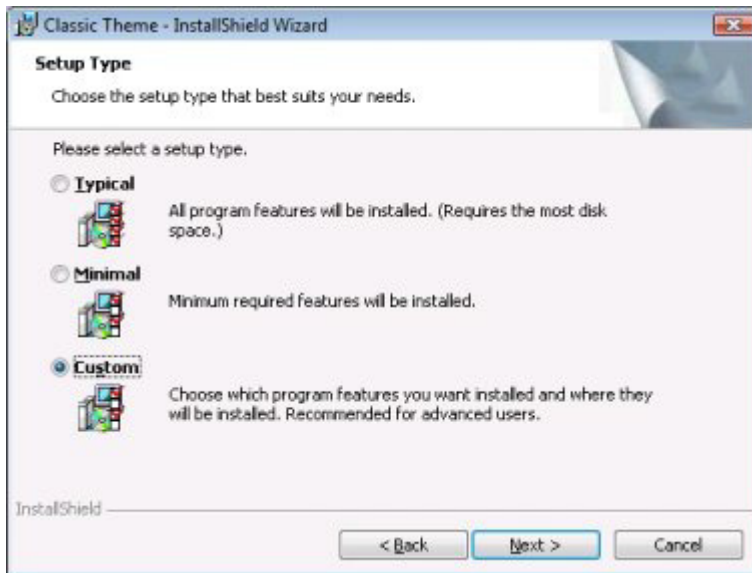 Classic Theme - InstallShield Wizard
Setup Type
Choose the setup type that best suits your needs.
Please select a setup type.
Typical
All program features will be installed. (Requires the most disk
space.)
Minimal
Minimum required features will be installed.
Custom
Choose which program features you want installed and where they
will be installed. Recommended for advanced users.
InstallShield
< Back
Next >
Cancel